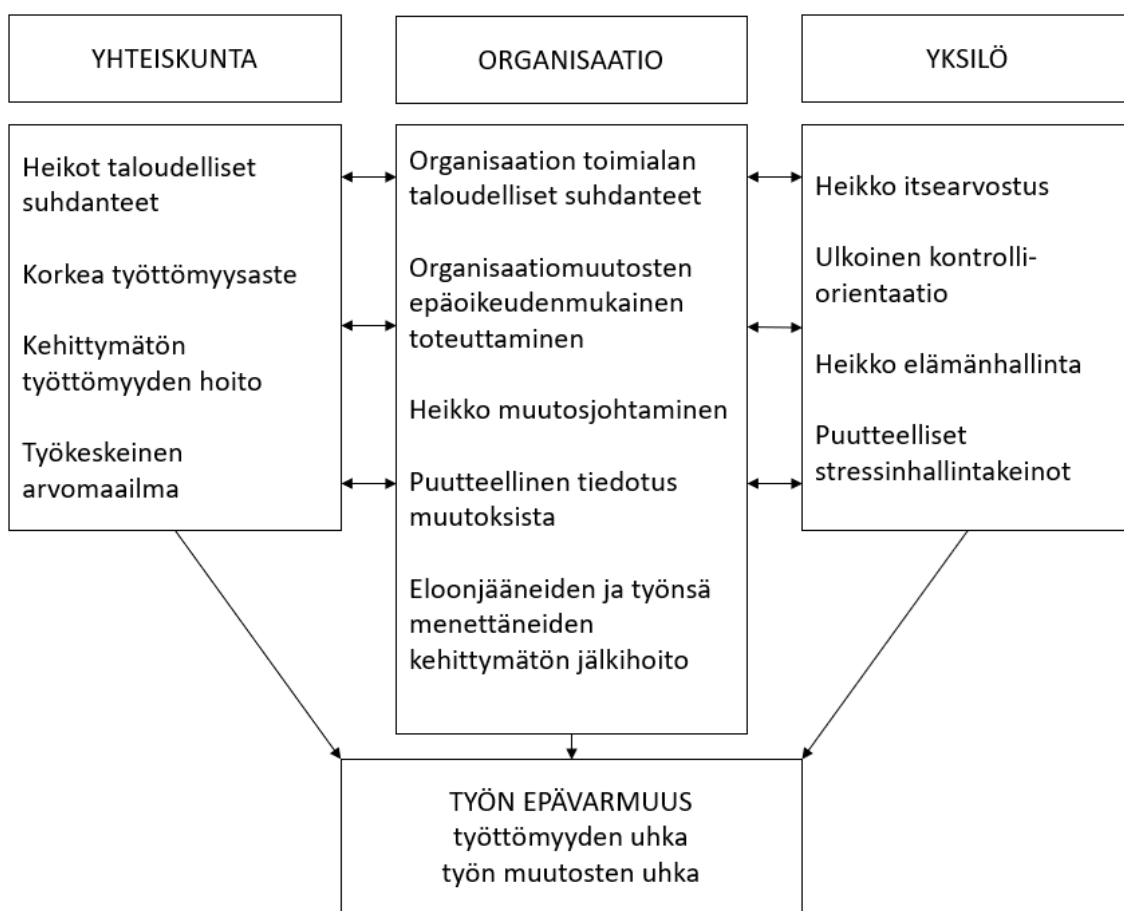 YHTEISKUNTA
ORGANISAATIO
YKSILÖ
Heikot taloudelliset
suhdanteet
Korkea työttömyysaste
Kehittymätön
työttömyyden hoito
Työkeskeinen
arvomaailma
Organisaation toimialan
taloudelliset suhdanteet
Organisaatiomuutosten
epäoikeudenmukainen
toteuttaminen
Heikko muutosjohtaminen
Puutteellinen tiedotus
muutoksista
Eloonjääneiden ja työnsä
menettäneiden
kehittymätön jälkihoito
Heikko itsearvostus
Ulkoinen kontrolli-
orientaatio
Heikko elämänhallinta
Puutteelliset
stressinhallintakeinot
TYÖN EPÄVARMUUS
työttömyyden uhka
työn muutosten uhka